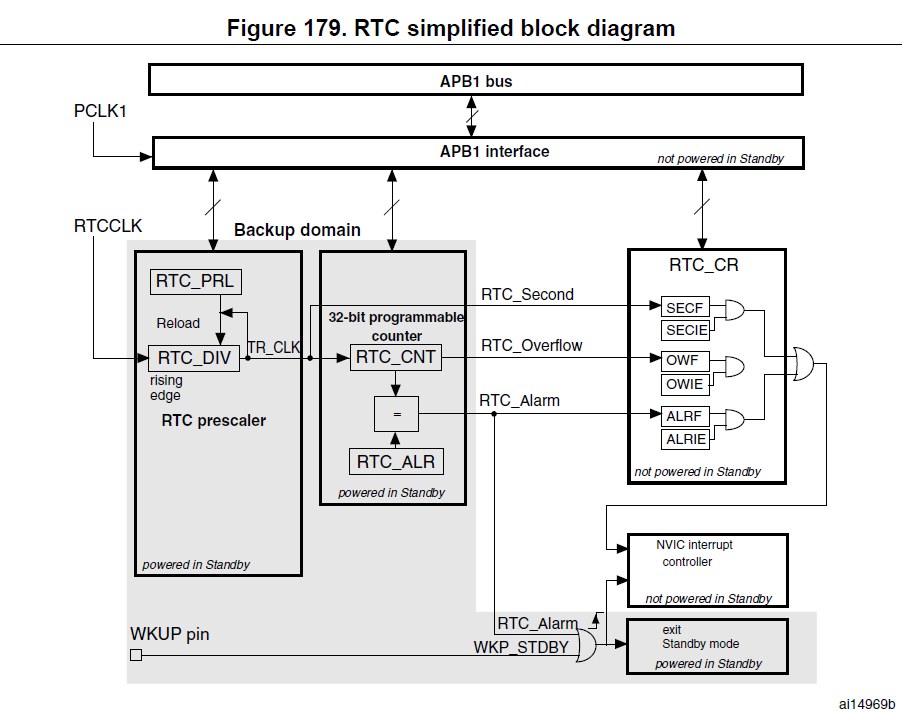 Figure 179. RTC simplified block diagram
APB1 bus
PCLK1
APB1 interface
not powered in Standby
RTCCLK
Backup domain
RTC_PRL
Reload
RTC_DIV
TR_CLK
rising
edge
RTC prescaler
powered in Standby
32-bit programmable
counter
RTC_CNT
=
RTC_ALR
powered in Standby
RTC_Second
RTC_Overflow
RTC_Alarm
RTC_CR
SECF
SECIE
OWF
OWIE
ALRF
ALRIE
not powered in Standby
NVIC interrupt
controller
not powered in Standby
WKUP pin
RTC_Alarm
WKP_STDBY
exit
Standby mode
powered in Standby
ai14969b